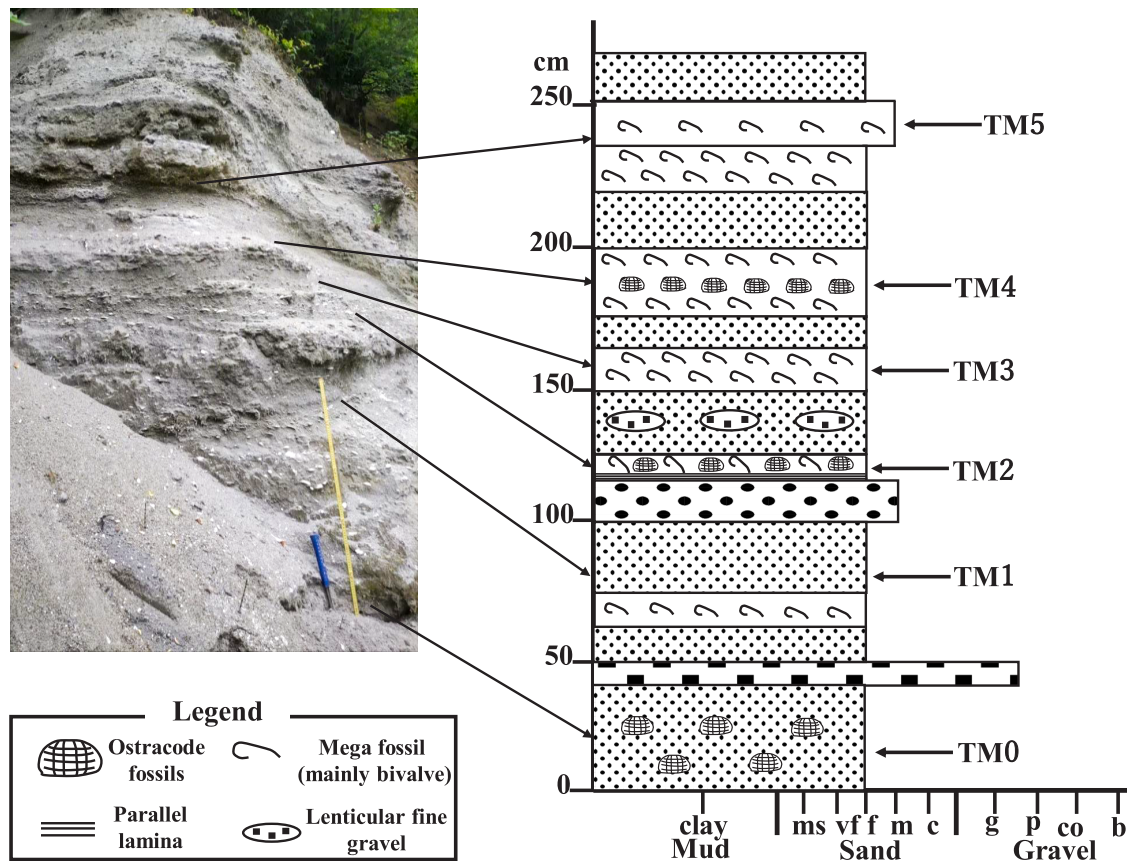 cm
250
TM5
200
TM4
TM3
150
TM2
100
TM1
50
TM0
0
clay ms vf f m c g p co b
Mud Sand Gravel
Legend
Ostracode
fossils
Mega fossil
(mainly bivalve)
Parallel
lamina
Lenticular fine
gravel